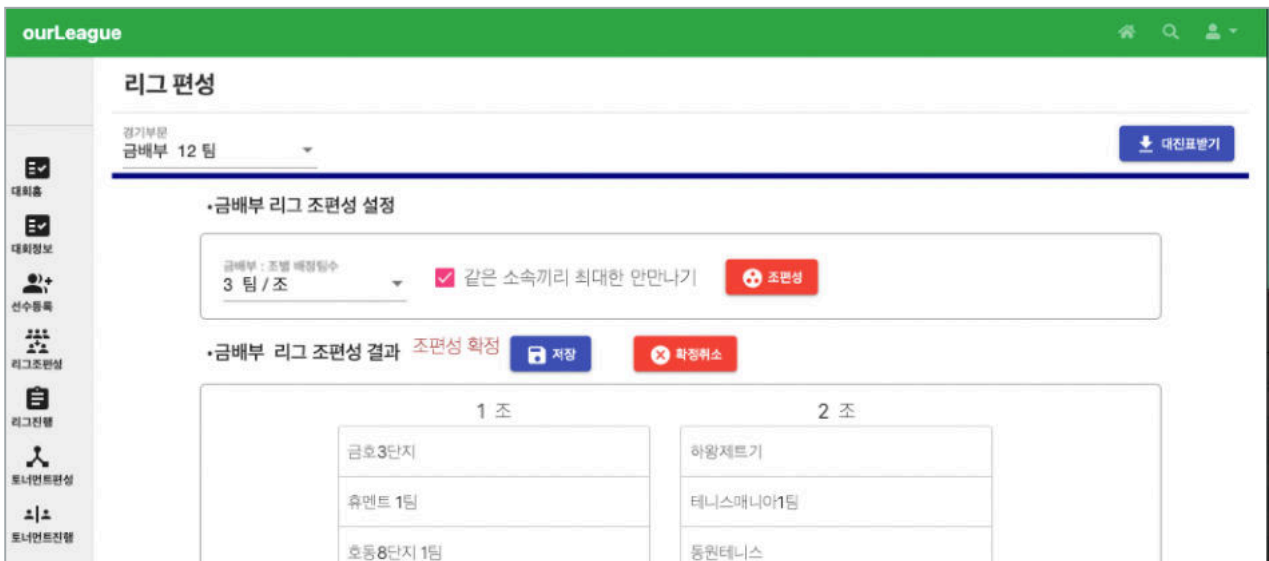 ourLeague
리그 편성
경기부문
금배부 12 팀
대진표받기
대회홈
대회정보
선수등록
리그조편성
리그진행
토너먼트편성
토너먼트진행
•금배부 리그 조편성 설정
금배부 : 조별 배정팀수
3 팀 / 조
같은 소속끼리 최대한 안만나기
조편성
•금배부 리그 조편성 결과 조편성 확정 저장 확정취소
1 조
금호3단지
휴멘트 1팀
호동8단지 1팀
2 조
하왕제트기
테니스매니아1팀
동원테니스